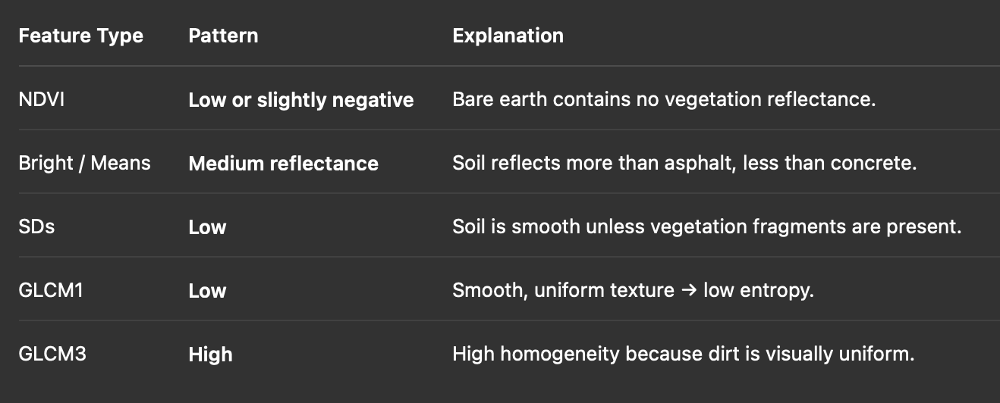 Feature Type Pattern Explanation
NDVI Low or slightly negative Bare earth contains no vegetation reflectance.
Bright / Means Medium reflectance Soil reflects more than asphalt, less than concrete.
SDs Low Soil is smooth unless vegetation fragments are present.
GLCM1 Low Smooth, uniform texture → low entropy.
GLCM3 High High homogeneity because dirt is visually uniform.